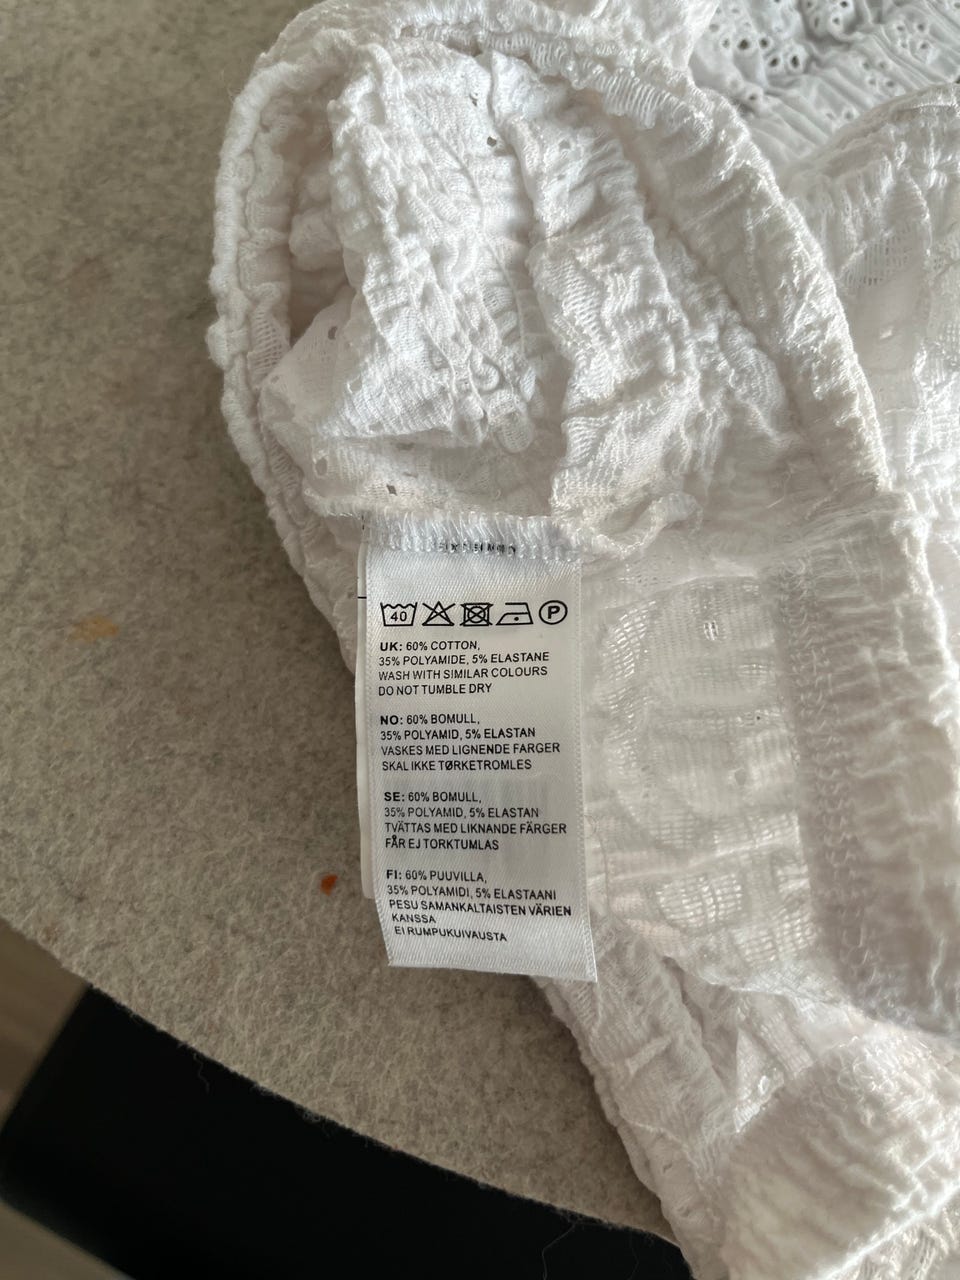 40 P
UK: 60% COTTON,
35% POLYAMIDE, 5% ELASTANE
WASH WITH SIMILAR COLOURS
DO NOT TUMBLE DRY
NO: 60% BOMULL,
35% POLYAMID, 5% ELASTAN
VASKES MED LIGNENDE FARGER
SKAL IKKE TØRKETROMLES
SE: 60% BOMULL,
35% POLYAMID, 5% ELASTAN
TVÄTTAS MED LIKNANDE FÄRGER
FÅR EJ TORKTUMLAS
FI: 60% PUUVILLA,
35% POLYAMIDI, 5% ELASTAANI
PESU SAMANKALTAISTEN VÄRIEN
KANSSA
EI RUMPUKUIVAUSTA